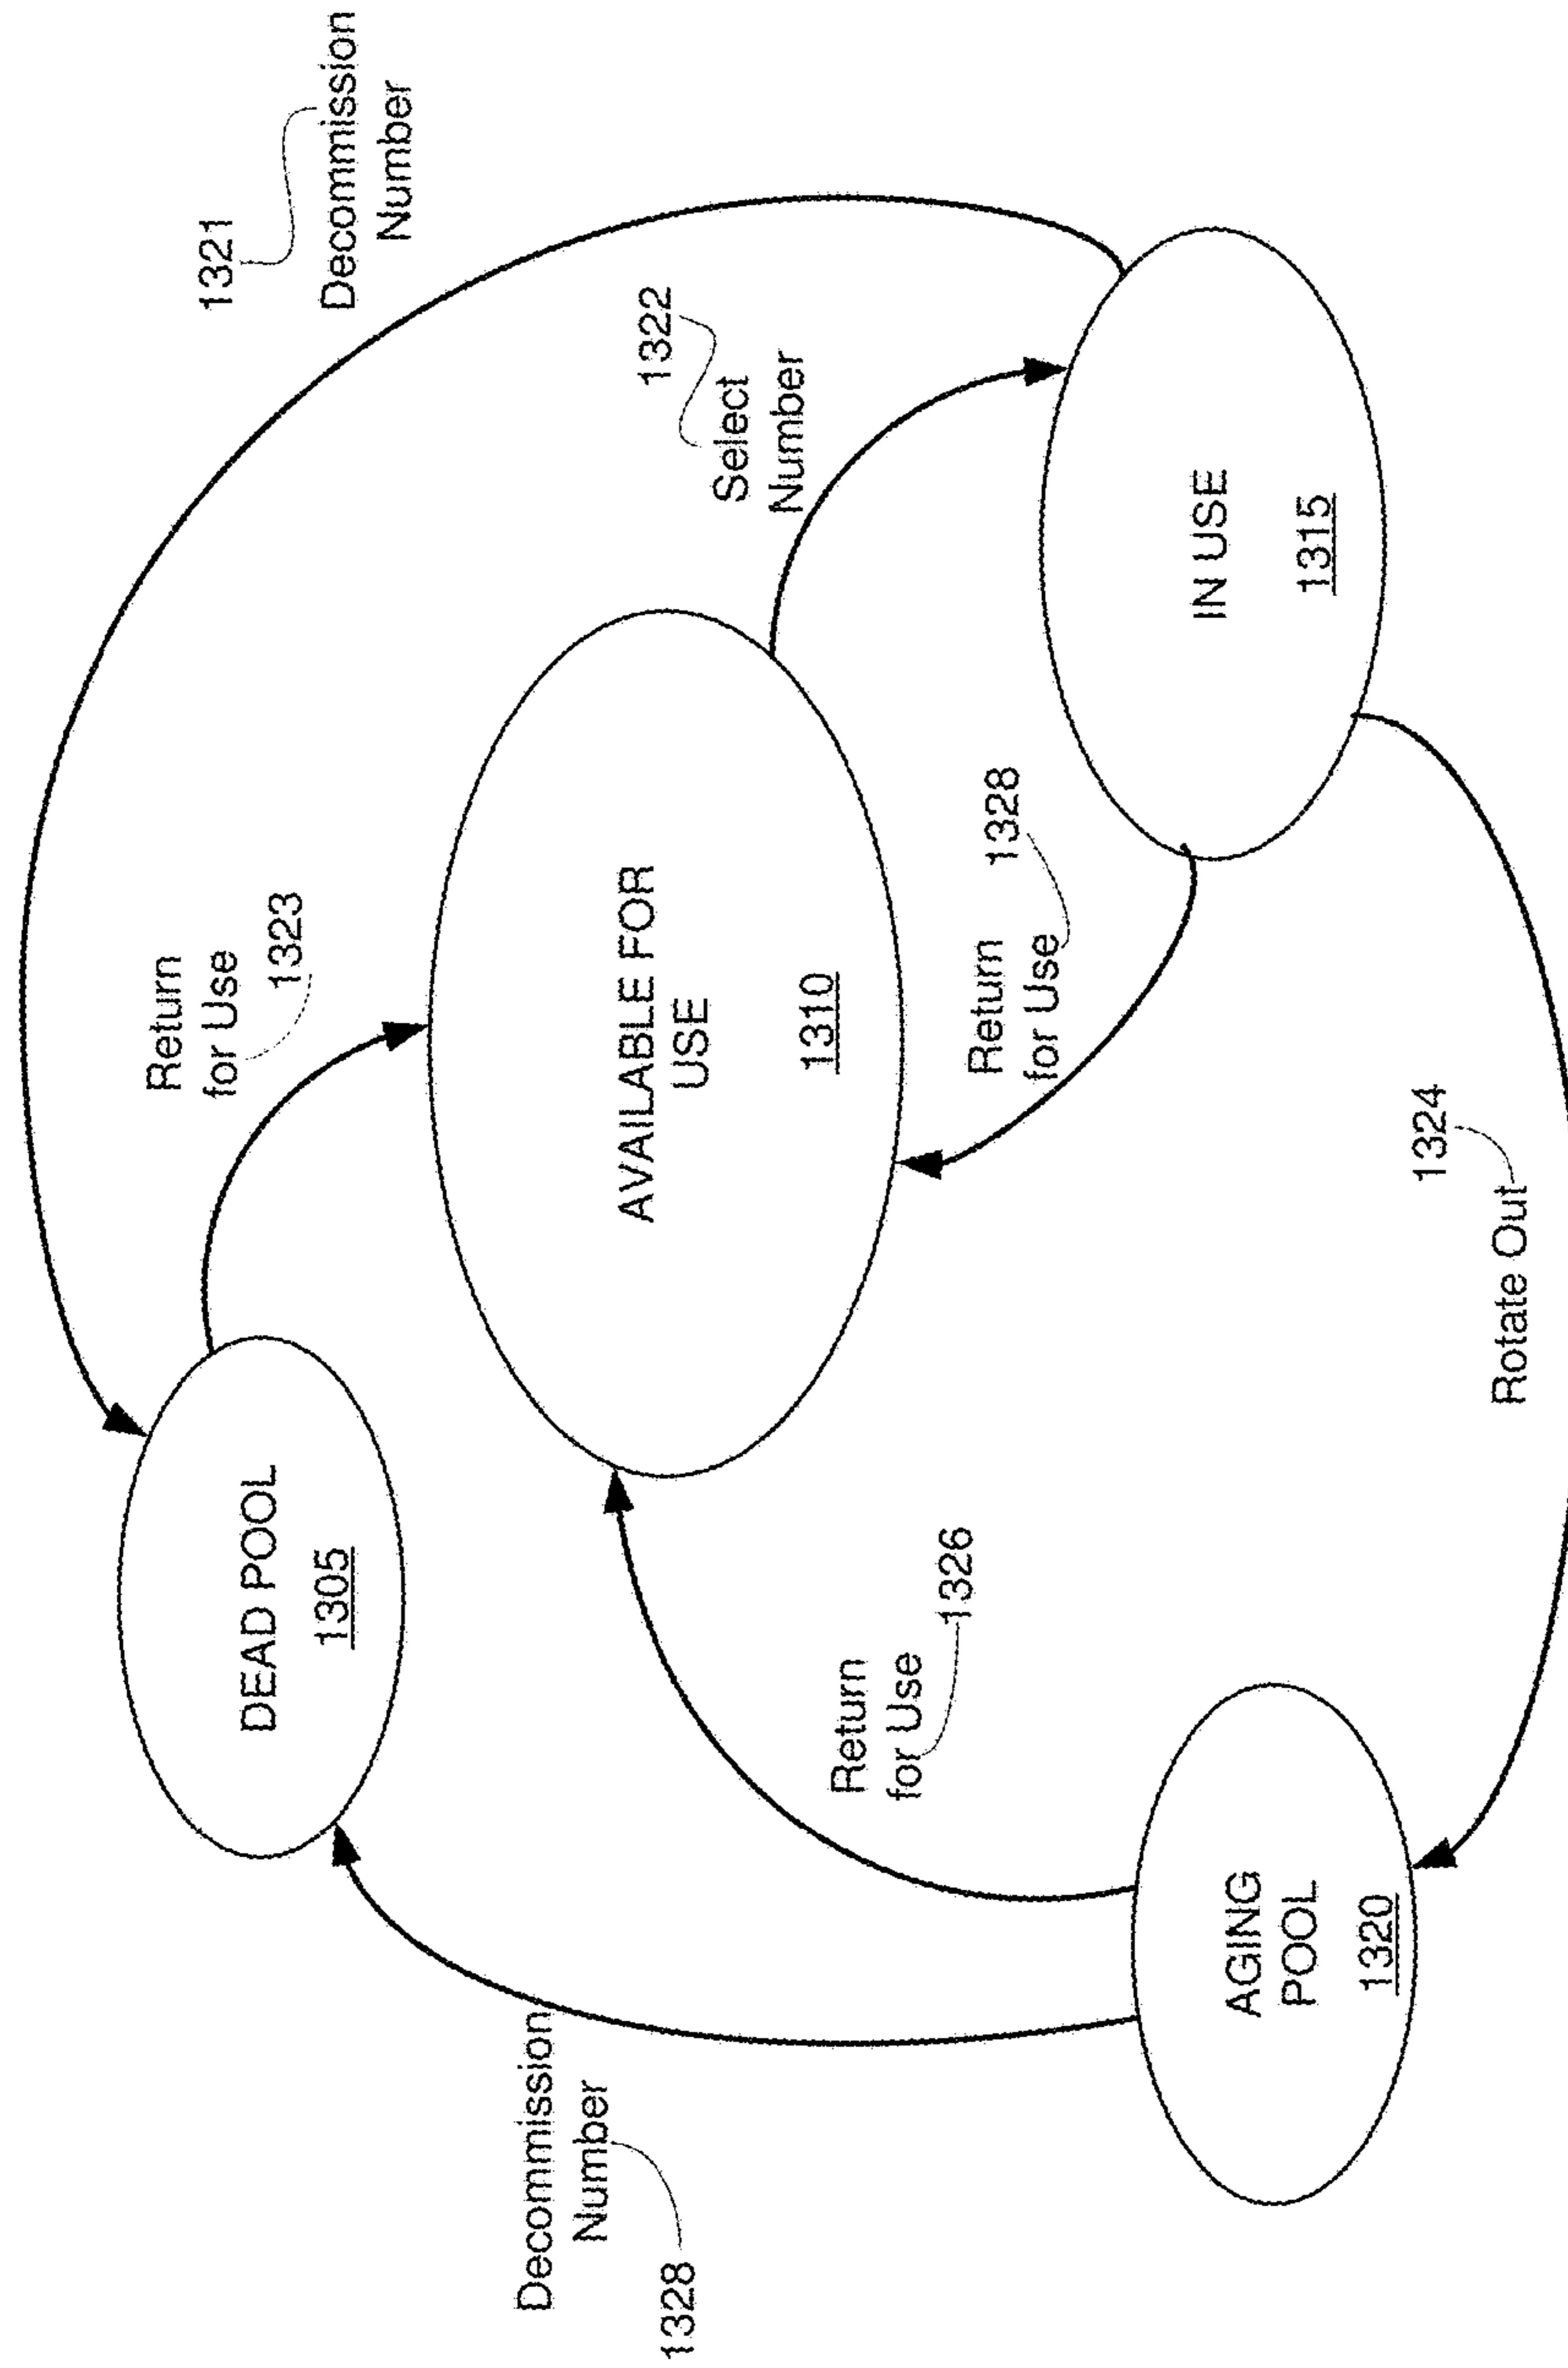 1321
Decommission
Number
Return
for Use
1323
DEAD POOL
1305
1322
Select
Number
AVAILABLE FOR
USE
1310
Decommission
Number
1328
Return
for Use
1326
Return
for Use
1328
IN USE
1315
AGING
POOL
1320
1324
Rotate Out